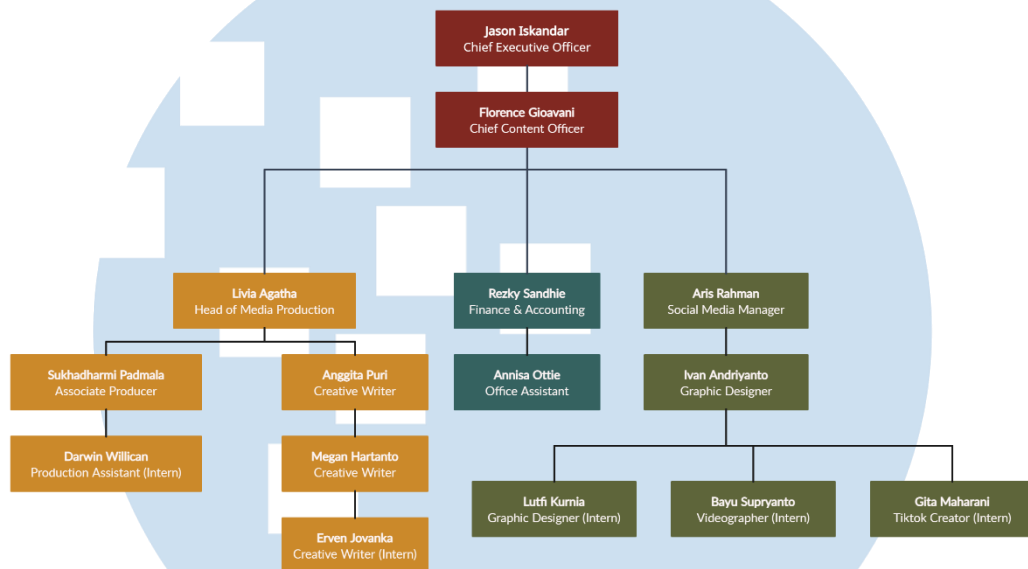 Jason Iskandar
Chief Executive Officer
Florence Gioavani
Chief Content Officer
Livia Agatha
Head of Media Production
Rezky Sandhie
Finance & Accounting
Aris Rahman
Social Media Manager
Sukhadharmi Padmala
Associate Producer
Anggita Puri
Creative Writer
Annisa Ottie
Office Assistant
Ivan Andriyanto
Graphic Designer
Darwin Willican
Production Assistant (Intern)
Megan Hartanto
Creative Writer
Lutfi Kurnia
Graphic Designer (Intern)
Bayu Supryanto
Videographer (Intern)
Gita Maharani
Tiktok Creator (Intern)
Erven Jovanka
Creative Writer (Intern)